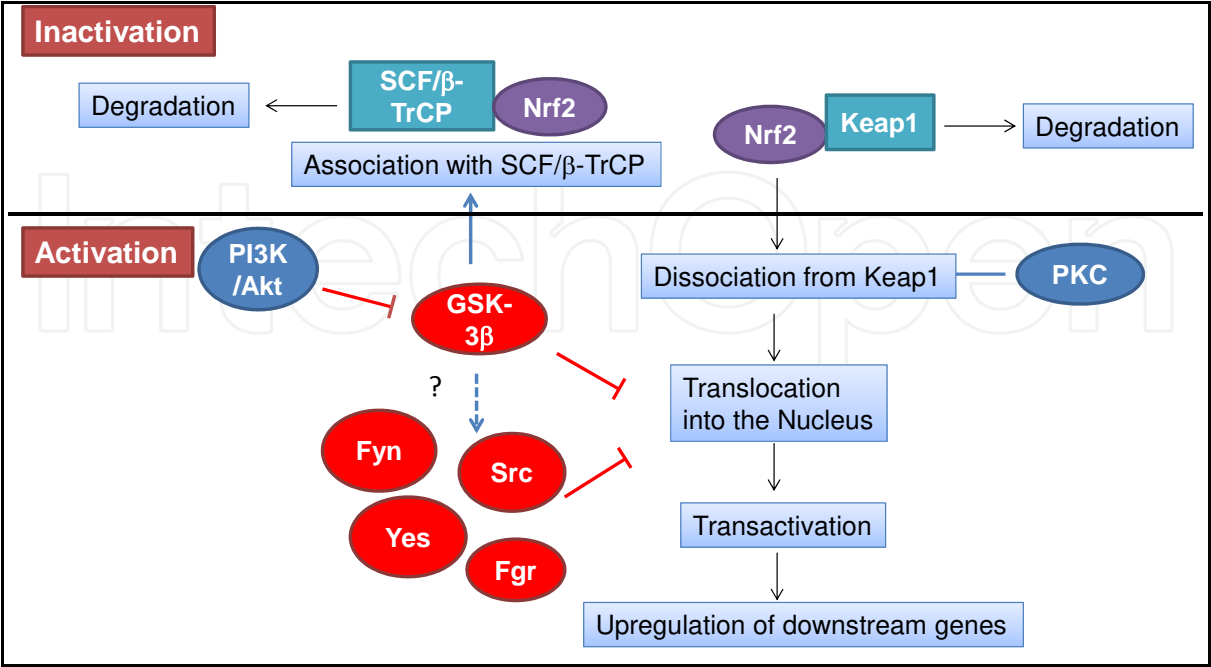 Inactivation
Degradation
SCF/β-
TrCP
Nrf2
Association with SCF/β-TrCP
Nrf2
Keap1
Degradation
Activation
PI3K
/Akt
GSK-
3β
Dissociation from Keap1
PKC
?
Translocation
into the Nucleus
Fyn
Src
Yes
Fgr
Transactivation
Upregulation of downstream genes
IntechOpen